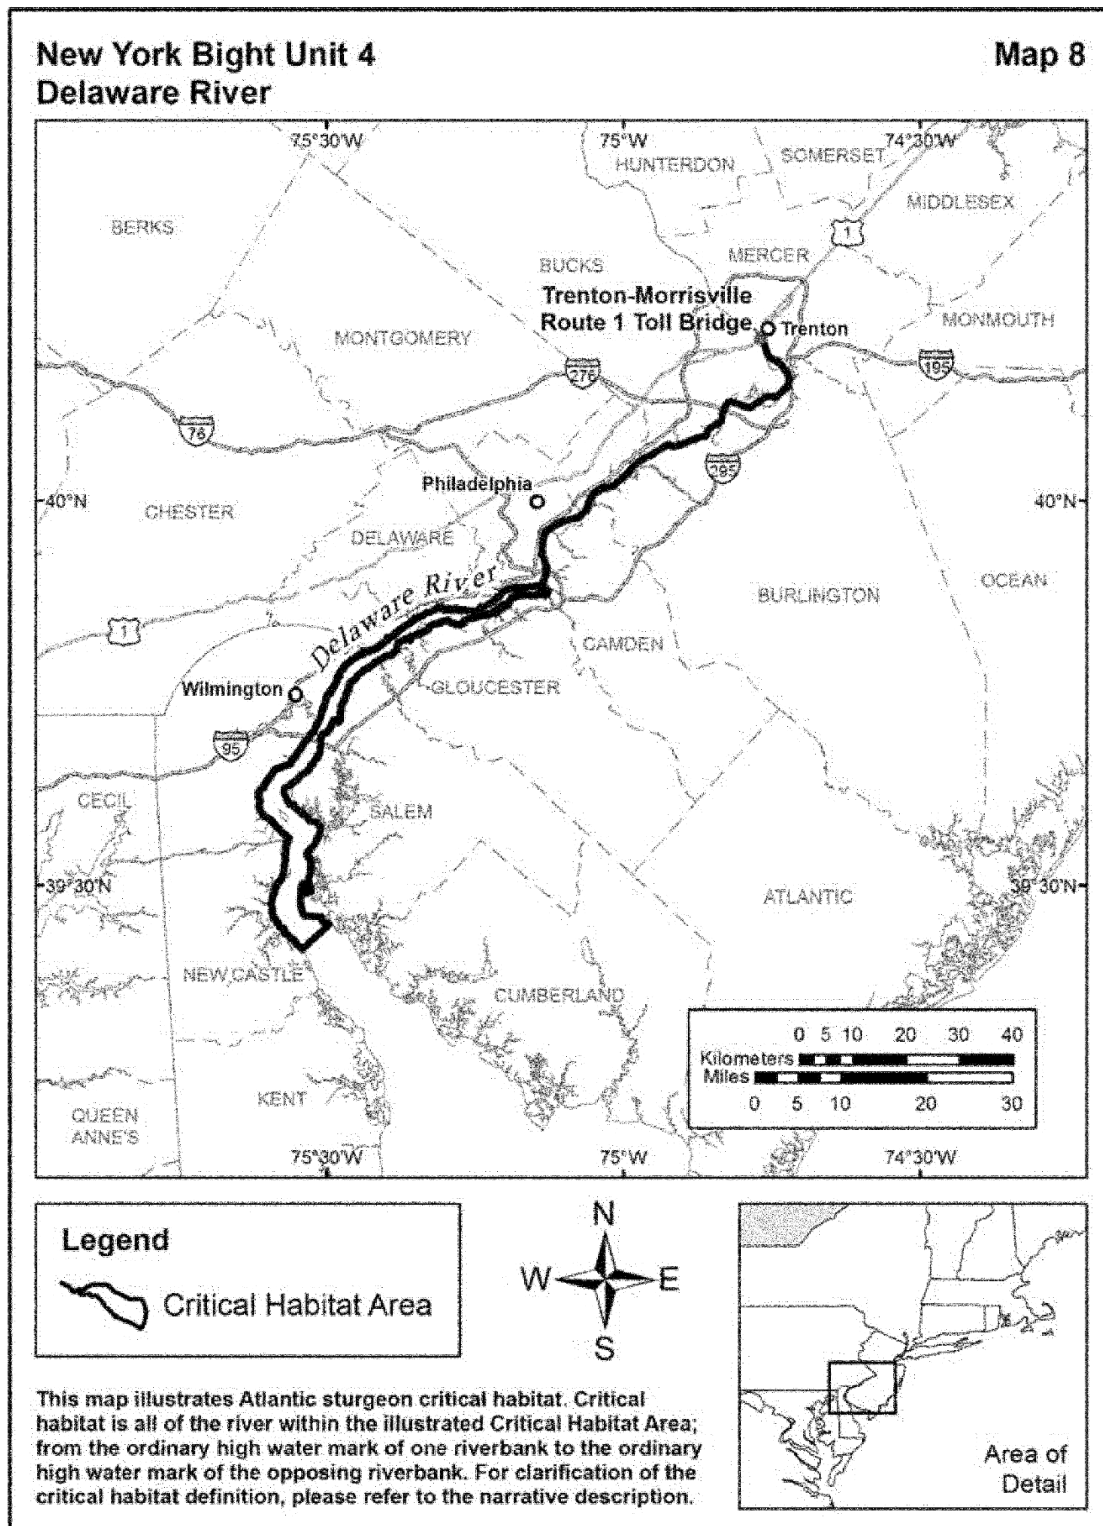 New York Bight Unit 4
Map 8
Delaware River
75°30'W
75°W
74°30'W
HUNTERDON
SOMERSET
MIDDLESEX
BERKS
1
MERCER
BUCKS
Trenton-Morrisville
Route 1 Toll Bridge
Trenton
MONMOUTH
MONTGOMERY
276
195
76
295
Philadelphia
40°N
40°N
CHESTER
DELAWARE
OCEAN
Delaware River
BURLINGTON
1
CAMDEN
GLOUCESTER
Wilmington
95
CECIL
SALEM
39°30'N
39°30'N
ATLANTIC
NEW CASTLE
CUMBERLAND
0 5 10 20 30 40
Kilometers
Miles
0 5 10 20 30
KENT
QUEEN
ANNE'S
75°30'W
75°W
74°30'W
Legend
Critical Habitat Area
N
W
E
S
This map illustrates Atlantic sturgeon critical habitat. Critical
habitat is all of the river within the illustrated Critical Habitat Area;
from the ordinary high water mark of one riverbank to the ordinary
high water mark of the opposing riverbank. For clarification of the
critical habitat definition, please refer to the narrative description.
Area of
Detail